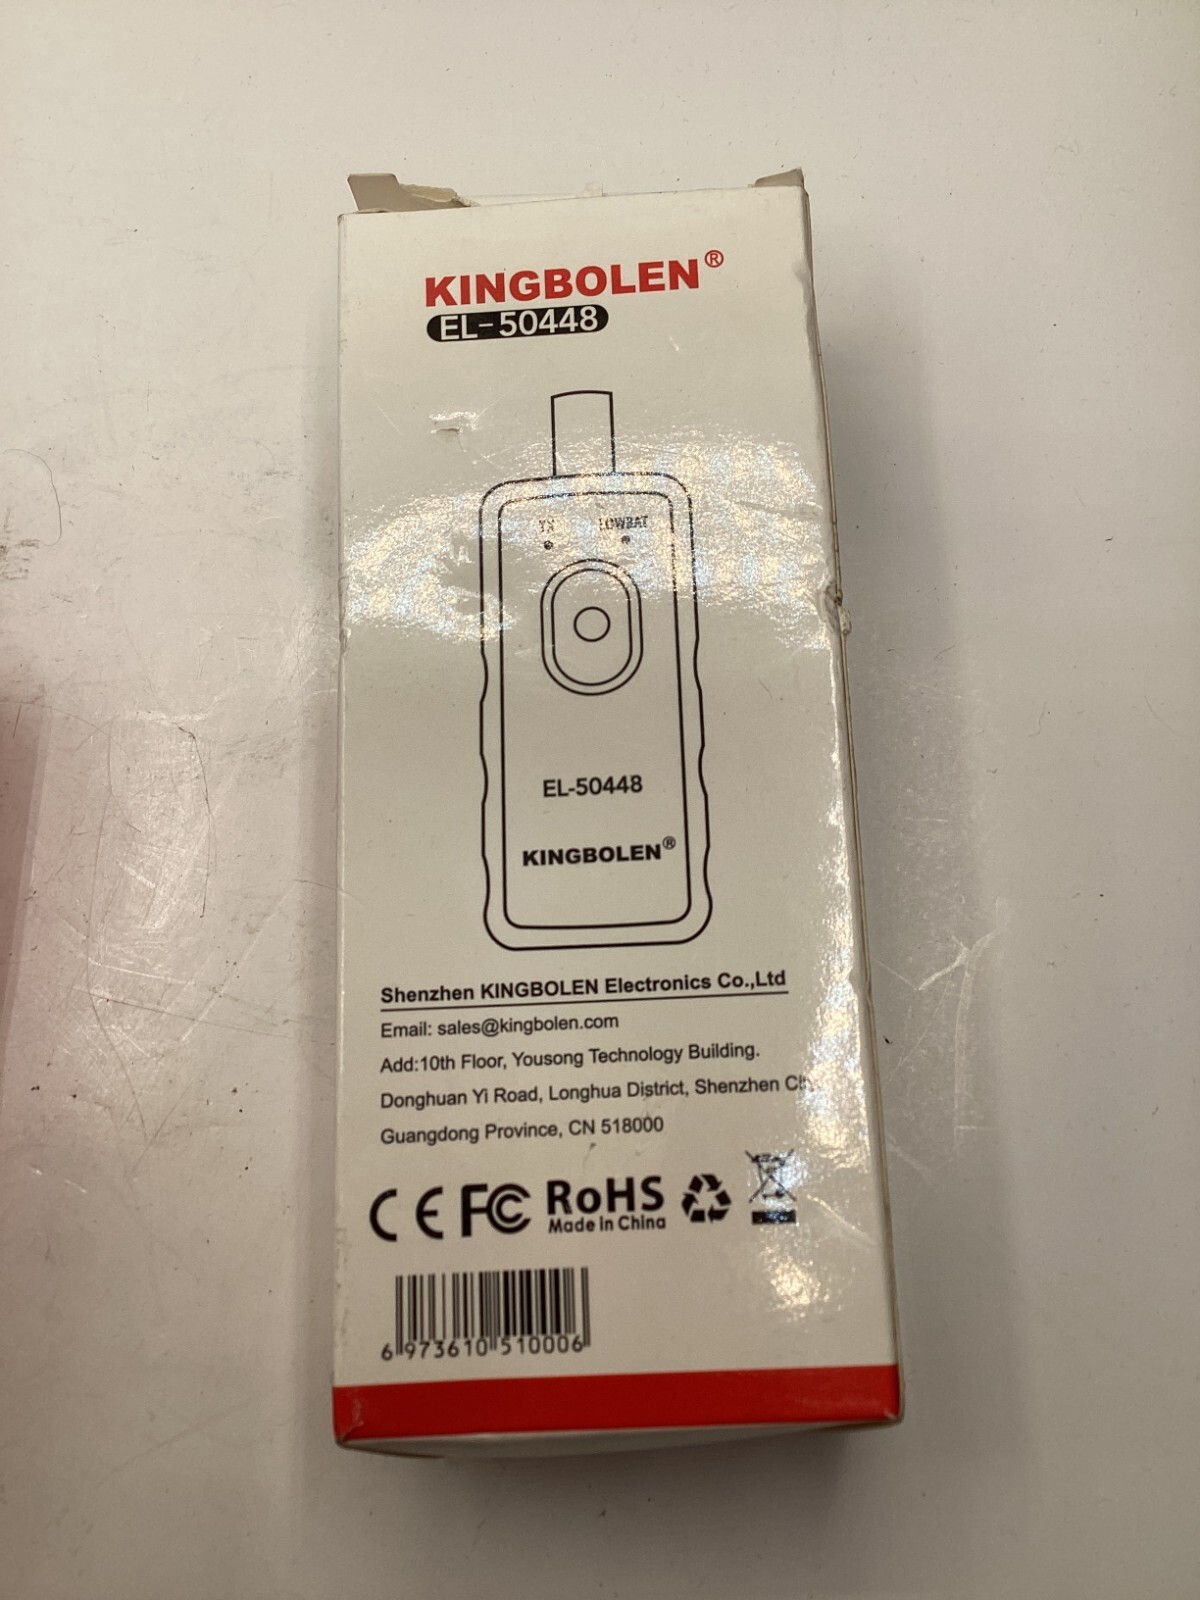 KINGBOLEN®
EL-50448
TX LOWBAT
EL-50448
KINGBOLEN®
Shenzhen KINGBOLEN Electronics Co.,Ltd
Email: sales@kingbolen.com
Add:10th Floor, Yousong Technology Building.
Donghuan Yi Road, Longhua District, Shenzhen
Guangdong Province, CN 518000
CE FC RoHS
Made in China
6 973610 510006